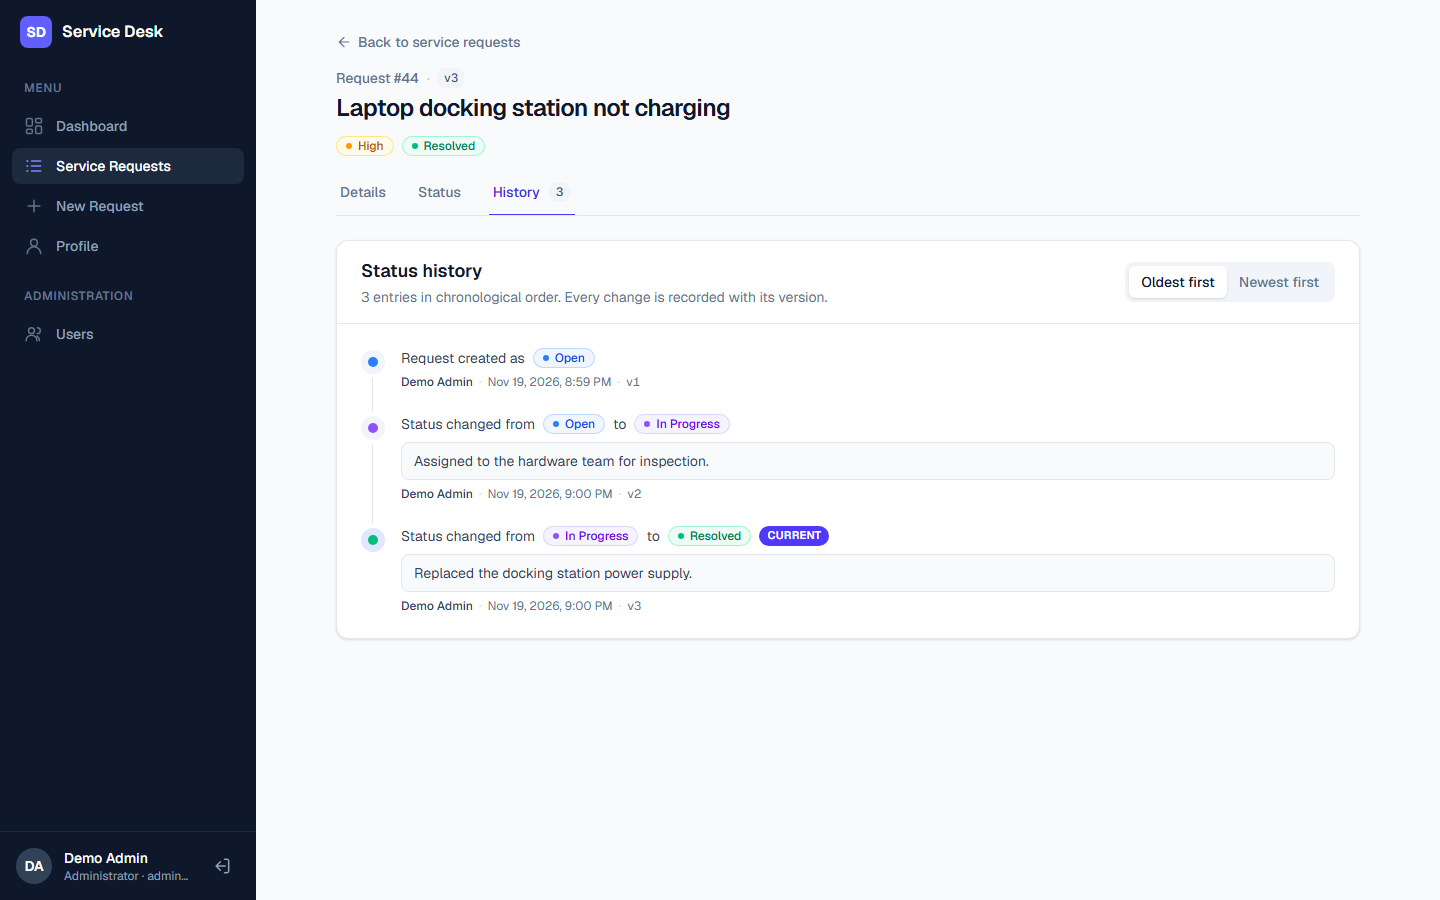 SD Service Desk
MENU
Dashboard
Service Requests
New Request
Profile
ADMINISTRATION
Users
DA
Demo Admin
Administrator · admin...
Back to service requests
Request #44 · v3
Laptop docking station not charging
High Resolved
Details Status History 3
Status history
3 entries in chronological order. Every change is recorded with its version.
Oldest first Newest first
Request created as Open
Demo Admin · Nov 19, 2026, 8:59 PM · v1
Status changed from Open to In Progress
Assigned to the hardware team for inspection.
Demo Admin · Nov 19, 2026, 9:00 PM · v2
Status changed from In Progress to Resolved CURRENT
Replaced the docking station power supply.
Demo Admin · Nov 19, 2026, 9:00 PM · v3